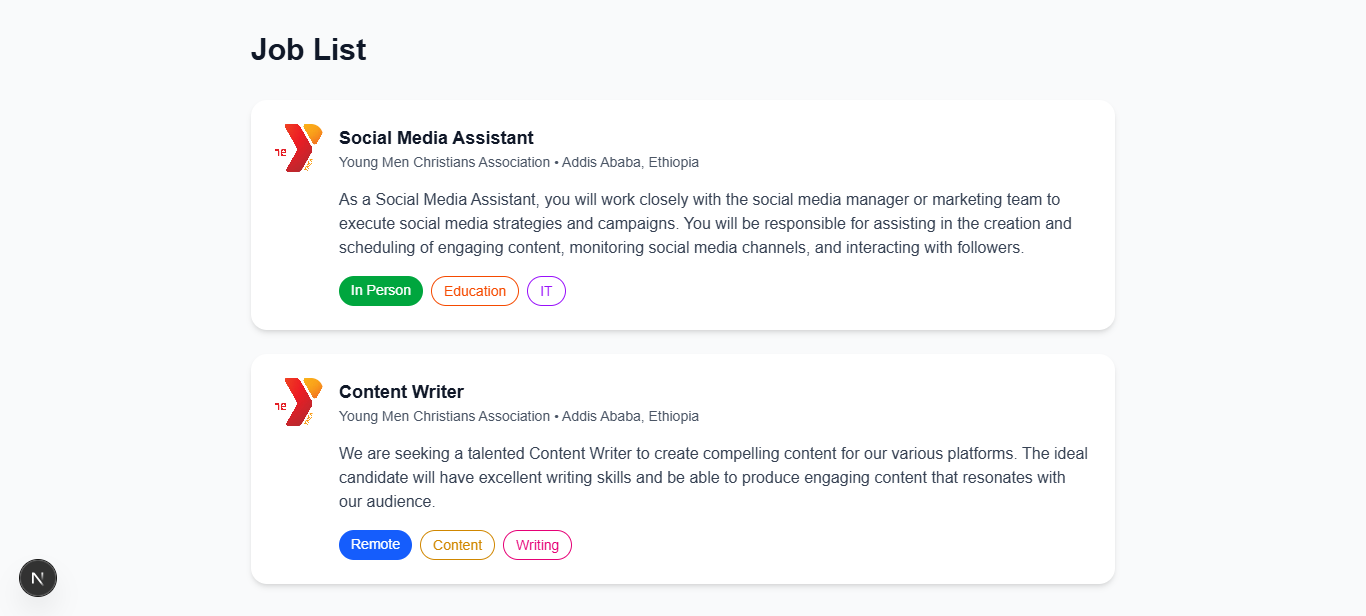 Job List
Social Media Assistant
Young Men Christians Association • Addis Ababa, Ethiopia
As a Social Media Assistant, you will work closely with the social media manager or marketing team to
execute social media strategies and campaigns. You will be responsible for assisting in the creation and
scheduling of engaging content, monitoring social media channels, and interacting with followers.
In Person Education IT
Content Writer
Young Men Christians Association • Addis Ababa, Ethiopia
We are seeking a talented Content Writer to create compelling content for our various platforms. The ideal
candidate will have excellent writing skills and be able to produce engaging content that resonates with
our audience.
Remote Content Writing
N